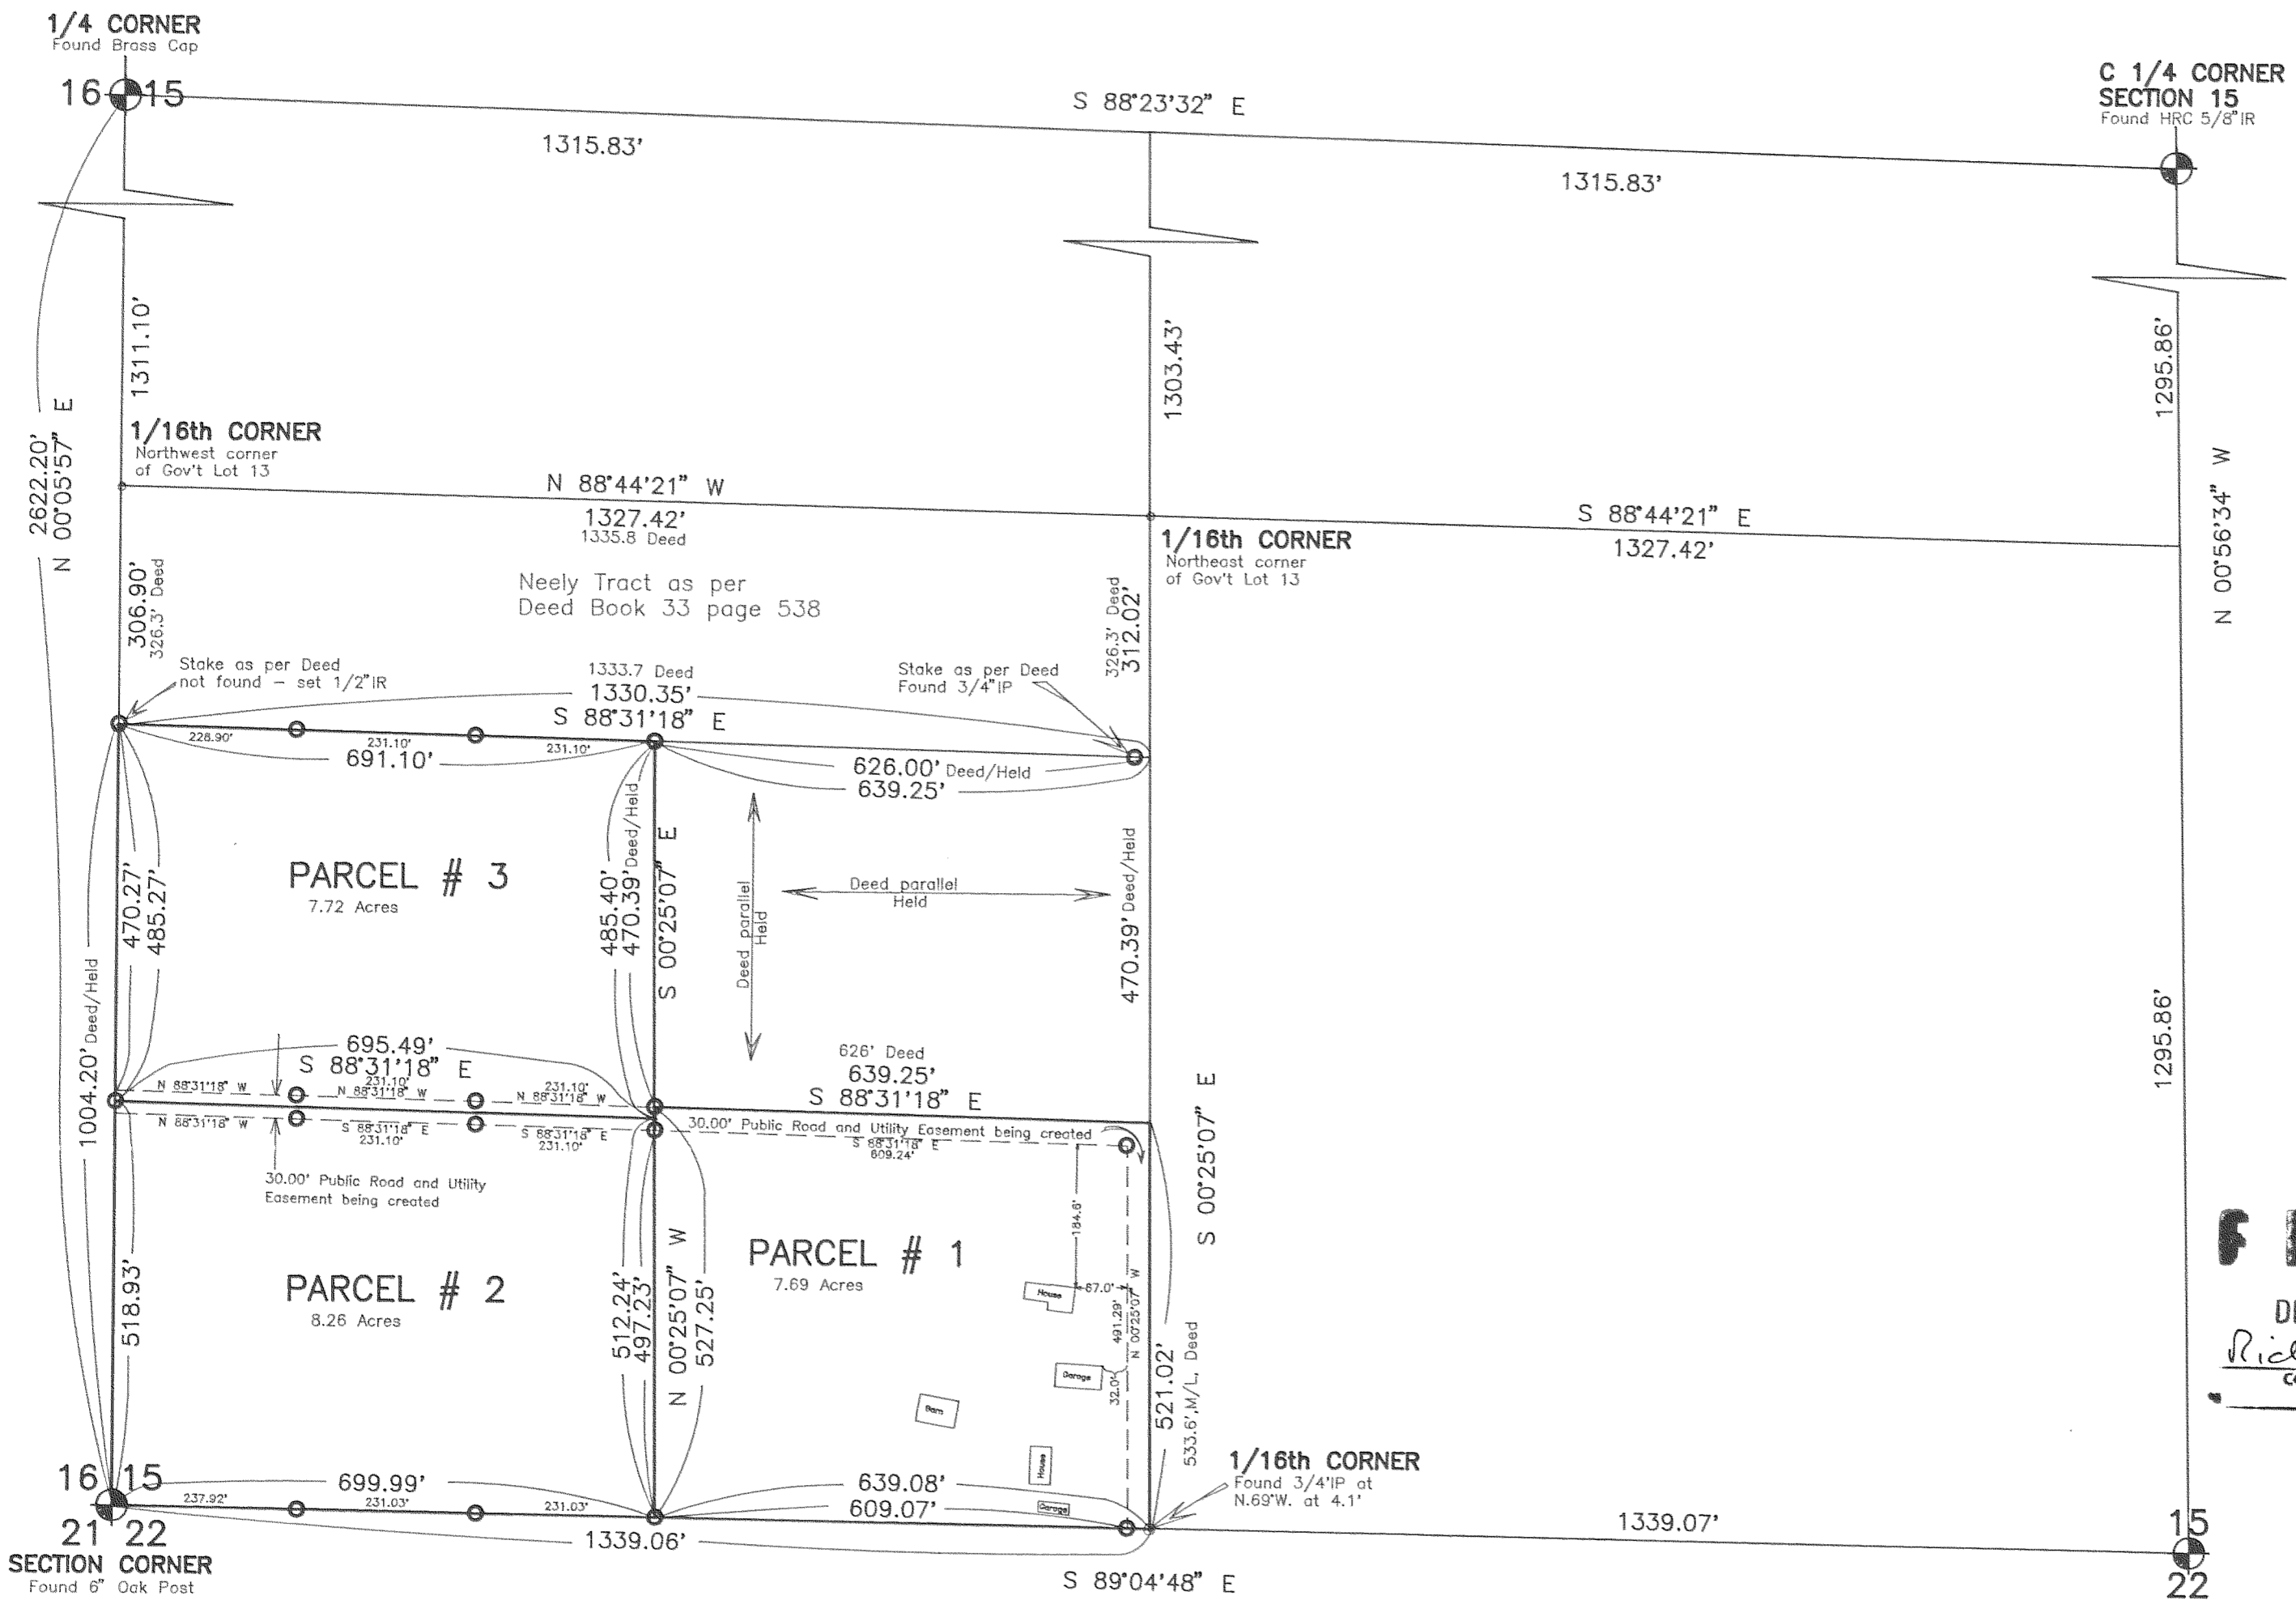 1/4 CORNER
Found Brass Cap
16 15
S 88°23'32" E
C 1/4 CORNER
SECTION 15
Found HRC 5/8"IR
1315.83'
1315.83'
1311.10'
1303.43'
1295.86'
2622.20'
N 00°05'57" E
N 00°56'34" W
1/16th CORNER
Northwest corner
of Gov't Lot 13
N 88°44'21" W
1327.42'
1335.8 Deed
S 88°44'21" E
1327.42'
1/16th CORNER
Northeast corner
of Gov't Lot 13
Neely Tract as per
Deed Book 33 page 538
306.90'
326.3' Deed
326.3' Deed
312.02'
Stake as per Deed
not found – set 1/2"IR
1333.7 Deed
1330.35'
S 88°31'18" E
Stake as per Deed
Found 3/4"IP
228.90'
231.10'
231.10'
691.10'
626.00' Deed/Held
639.25'
PARCEL # 3
7.72 Acres
470.27'
485.27'
485.40'
470.39' Deed/Held
S 00°25'07" E
Deed parallel
Held
Deed parallel
Held
470.39' Deed/Held
1004.20' Deed/Held
695.49'
S 88°31'18" E
626' Deed
639.25'
S 88°31'18" E
N 88°31'18" W
231.10'
N 88°31'18" W
231.10'
N 88°31'18" W
N 88°31'18" W
S 88°31'18" E
231.10'
S 88°31'18" E
231.10'
30.00' Public Road and Utility Easement being created
S 88°31'18" E
609.24'
30.00' Public Road and Utility
Easement being created
S 00°25'07" E
1295.86'
184.6'
PARCEL # 1
7.69 Acres
PARCEL # 2
8.26 Acres
518.93'
512.24'
497.23'
N 00°25'07" W
527.25'
House
67.0'
491.29'
N 00°25'07" W
Garage
32.0'
Barn
House
Garage
521.02'
533.6',M/L, Deed
1/16th CORNER
Found 3/4'IP at
N.69°W. at 4.1'
16 15
699.99'
639.08'
237.92'
231.03'
231.03'
609.07'
21 22
SECTION CORNER
Found 6" Oak Post
1339.06'
1339.07'
S 89°04'48" E
15
22
F